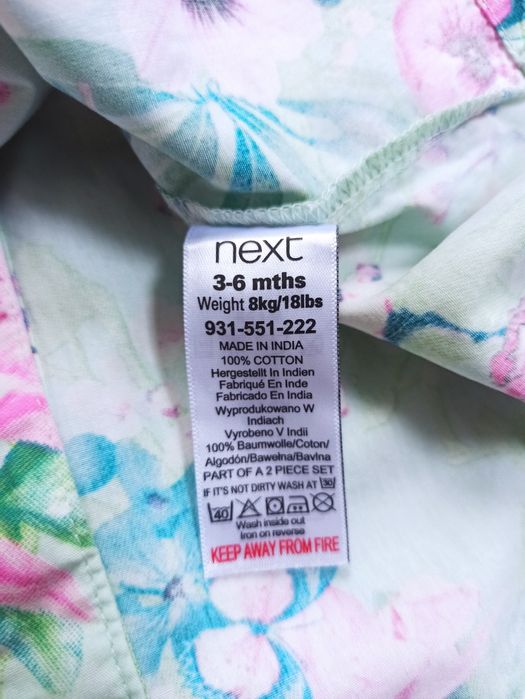 next
3-6 mths
Weight 8kg/18lbs
931-551-222
MADE IN INDIA
100% COTTON
Hergestellt In Indien
Fabriqué En Inde
Fabricado En India
Wyprodukowano W
Indiach
Vyrobeno V Indii
100% Baumwolle/Coton/
Algodón/Bawełna/Bavlna
PART OF A 2 PIECE SET
IF IT'S NOT DIRTY WASH AT 30
40
Wash inside out
Iron on reverse
KEEP AWAY FROM FIRE